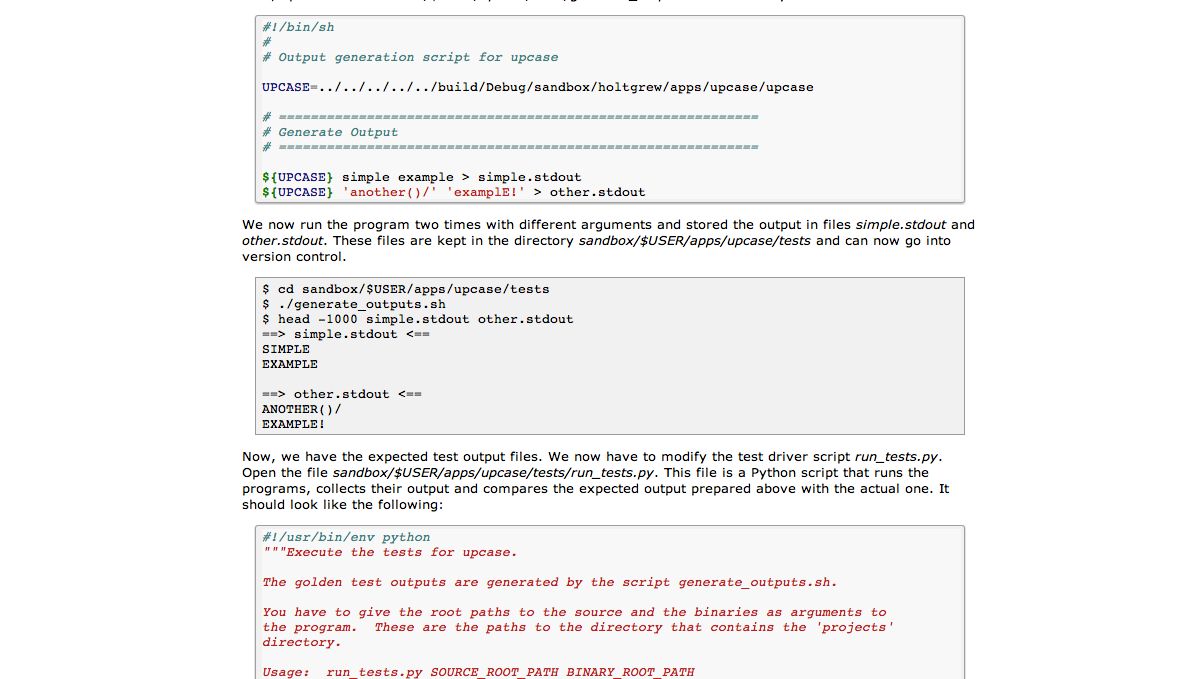 #!/bin/sh
#
# Output generation script for upcase
UPCASE=../../../../../build/Debug/sandbox/holtgrew/apps/upcase/upcase
# ============================================================
# Generate Output
# ============================================================
${UPCASE} simple example > simple.stdout
${UPCASE} 'another()/' 'examplE!' > other.stdout
We now run the program two times with different arguments and stored the output in files simple.stdout and
other.stdout. These files are kept in the directory sandbox/$USER/apps/upcase/tests and can now go into
version control.
$ cd sandbox/$USER/apps/upcase/tests
$ ./generate_outputs.sh
$ head -1000 simple.stdout other.stdout
==> simple.stdout <==
SIMPLE
EXAMPLE
==> other.stdout <==
ANOTHER()/
EXAMPLE!
Now, we have the expected test output files. We now have to modify the test driver script run_tests.py.
Open the file sandbox/$USER/apps/upcase/tests/run_tests.py. This file is a Python script that runs the
programs, collects their output and compares the expected output prepared above with the actual one. It
should look like the following:
#!/usr/bin/env python
"""Execute the tests for upcase.
The golden test outputs are generated by the script generate_outputs.sh.
You have to give the root paths to the source and the binaries as arguments to
the program.  These are the paths to the directory that contains the 'projects'
directory.
Usage:  run_tests.py SOURCE_ROOT_PATH BINARY_ROOT_PATH